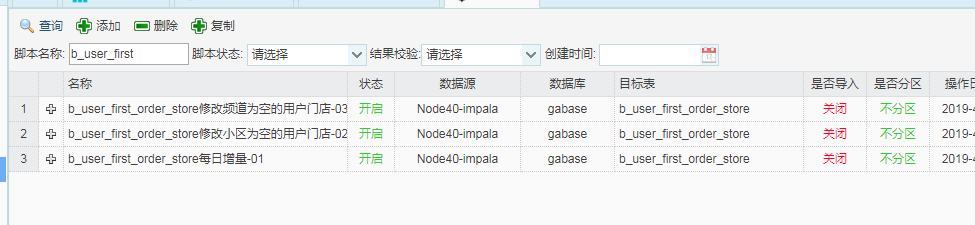 查询 添加 删除 复制
脚本名称: b_user_first 脚本状态: 请选择 结果校验: 请选择 创建时间:
名称 状态 数据源 数据库 目标表 是否导入 是否分区
1 b_user_first_order_store修改频道为空的用户门店-03 开启 Node40-impala gabase b_user_first_order_store 关闭 不分区 2019-4
2 b_user_first_order_store修改小区为空的用户门店-02 开启 Node40-impala gabase b_user_first_order_store 关闭 不分区 2019-4
3 b_user_first_order_store每日增量-01 开启 Node40-impala gabase b_user_first_order_store 关闭 不分区 2019-4